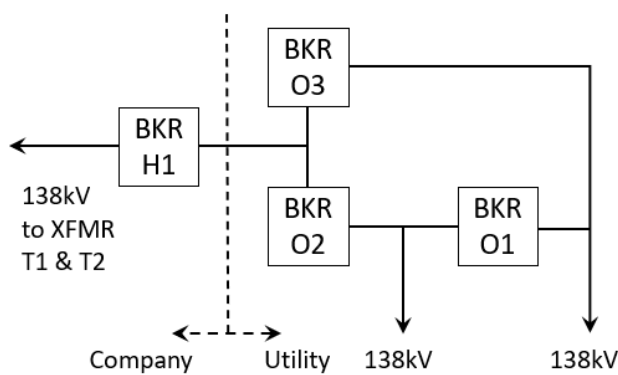 BKR
O3
BKR
H1
138kV
to XFMR
T1 & T2
BKR
O2
BKR
O1
Company
Utility
138kV
138kV